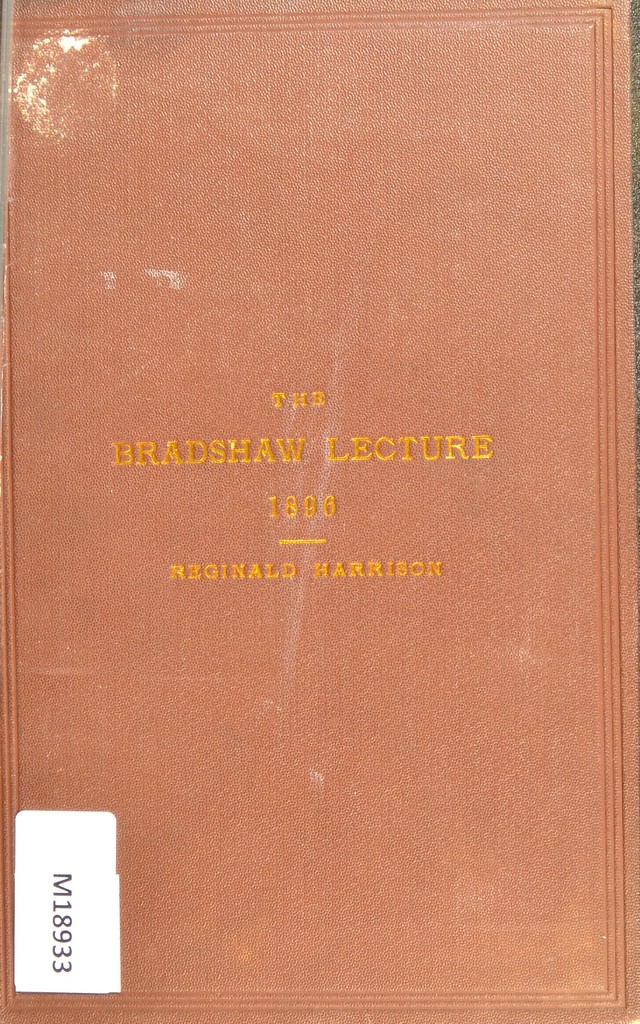 THE
BRADSHAW LECTURE
1896
REGINALD HARRISON
M18933